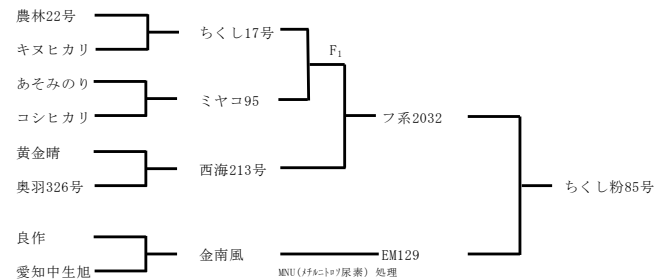 農林22号
キヌヒカリ
ちくし17号
F₁
あそみのり
コシヒカリ
ミヤコ95
フ系2032
黄金晴
奥羽326号
西海213号
ちくし粉85号
良作
愛知中生旭
金南風
EM129
MNU(メチルニトロソ尿素) 処理